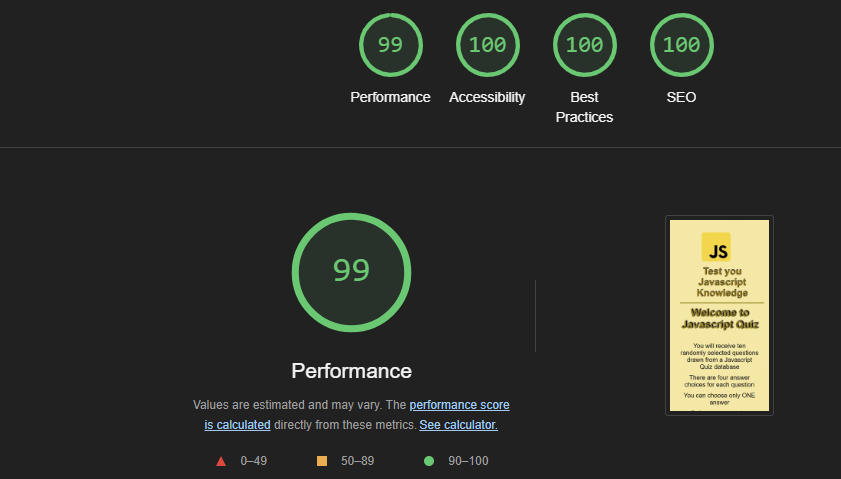 99
100
100
100
Performance
Accessibility
Best
Practices
SEO
99
Performance
Values are estimated and may vary. The performance score
is calculated directly from these metrics. See calculator.
0–49
50–89
90–100
JS
Test you
Javascript
Knowledge
Welcome to
Javascript Quiz
You will receive ten
randomly selected questions
drawn from a Javascript
Quiz database
There are four answer
choices for each question
You can choose only ONE
answer